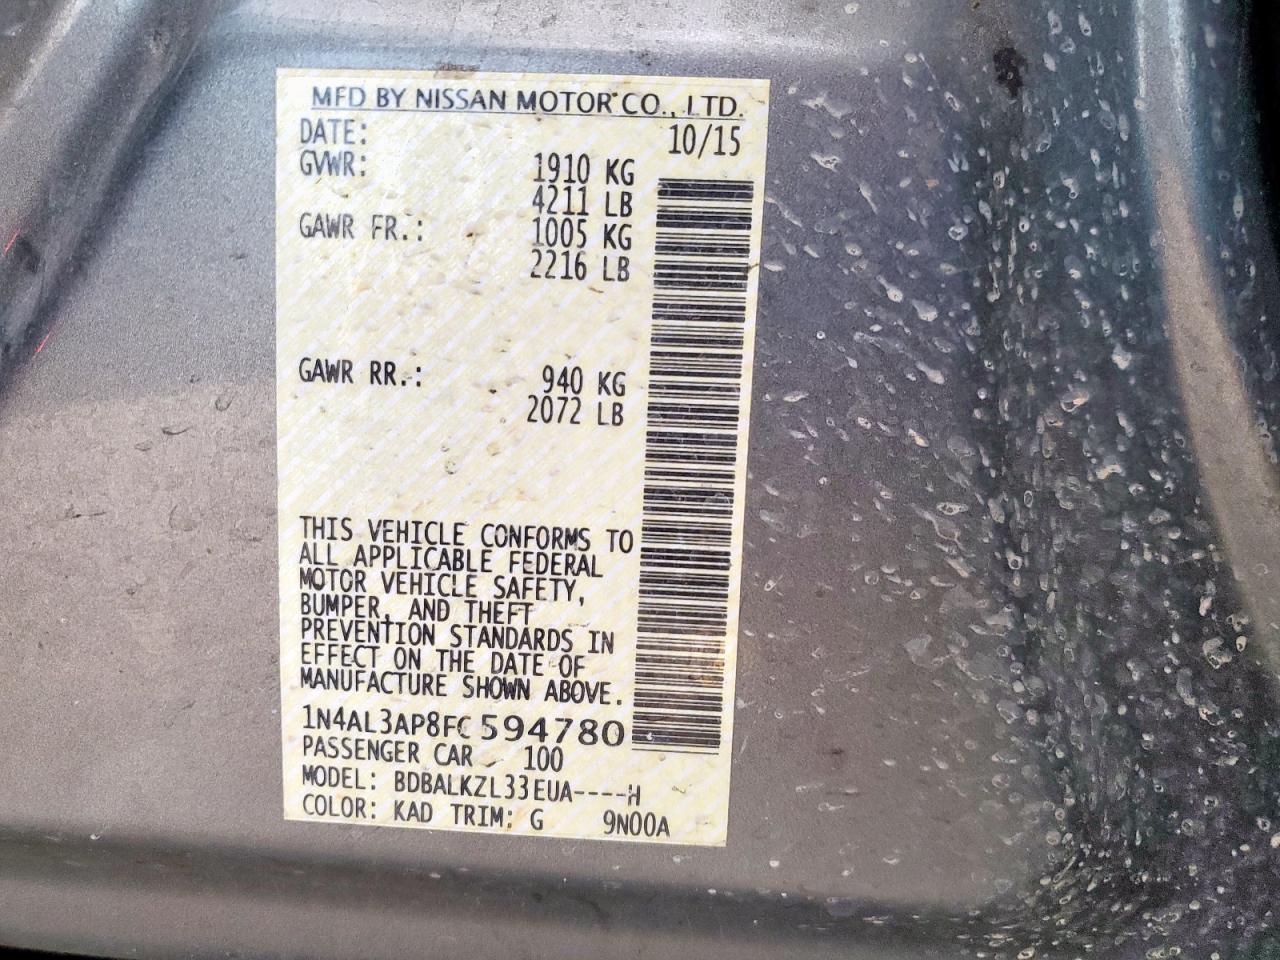 MFD BY NISSAN MOTOR CO., LTD.
DATE: 10/15
GVWR: 1910 KG
4211 LB
GAWR FR.: 1005 KG
2216 LB
GAWR RR.: 940 KG
2072 LB
THIS VEHICLE CONFORMS TO
ALL APPLICABLE FEDERAL
MOTOR VEHICLE SAFETY,
BUMPER, AND THEFT
PREVENTION STANDARDS IN
EFFECT ON THE DATE OF
MANUFACTURE SHOWN ABOVE.
1N4AL3AP8FC594780
PASSENGER CAR 100
MODEL: BDBALKZL33EUA----H
COLOR: KAD TRIM: G 9N00A